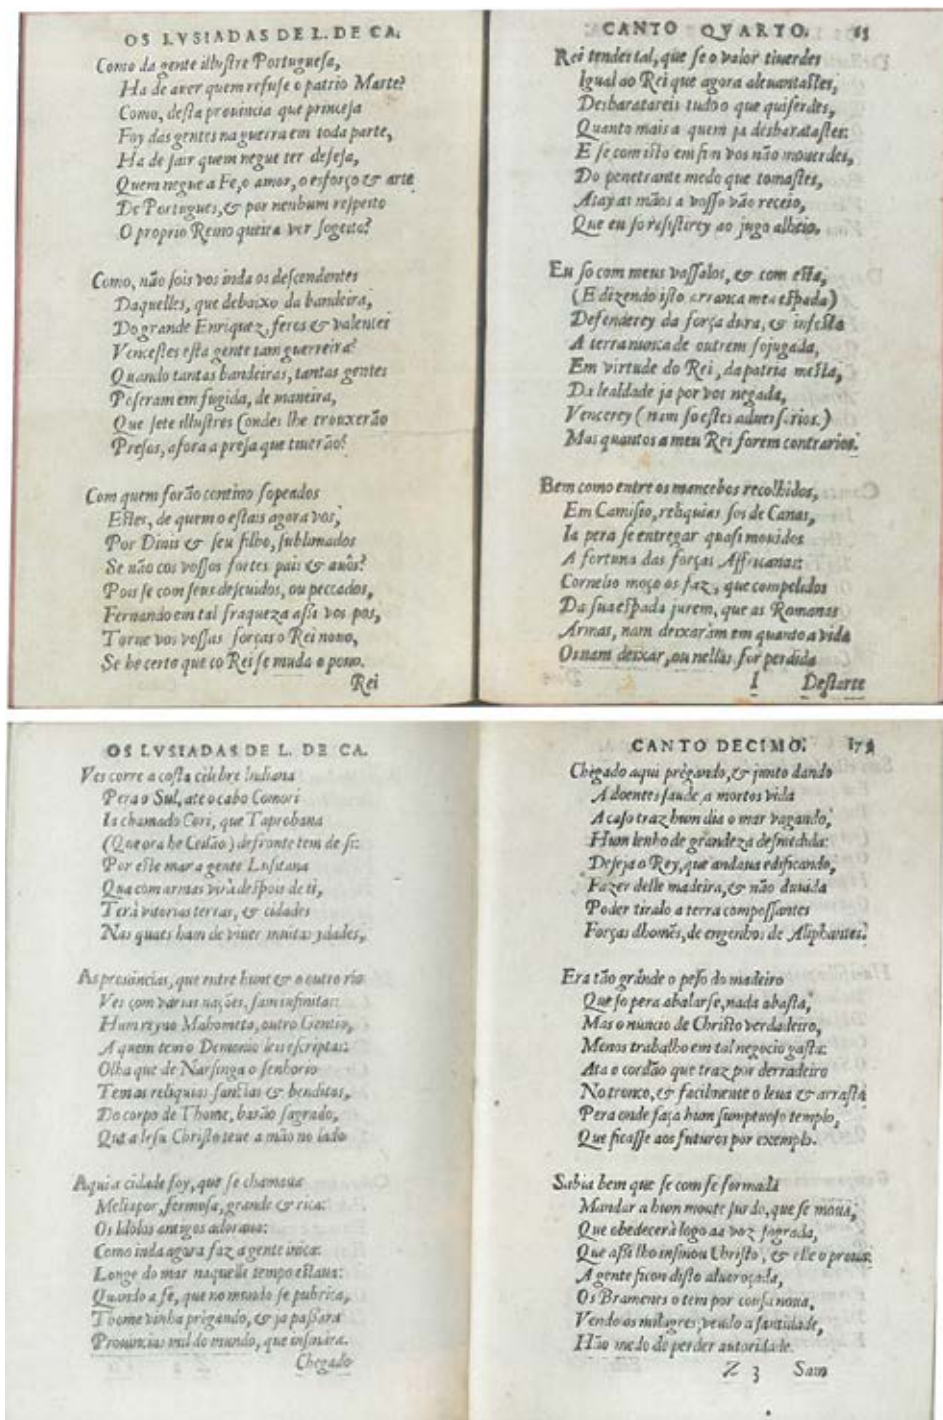 OS LVSIADAS DE L. DE CA.
Como da gente illustre Portuguesa,
Ha de auer quem refuse o patrio Marte?
Como, desta prouincia que princesa
Foy das gentes na guerra em toda parte,
Ha de sair quem negue ter defesa,
Quem negue a Fe, o amor, o esforço & arte
De Portugues, & por nenhum respeito
O proprio Reino queira ver sogeito?
Como, não sois vos inda os descendentes
Daquelles, que debaixo da bandeira,
Do grande Enriquez, feros & valentes
Vencestes esta gente tam guerreira?
Quando tantas bandeiras, tantas gentes
Poseram em fugida, de maneira,
Que sete illustres Condes lhe trouxerão
Presos, afora a presa que tiuerão?
Com quem forão contino sopeados
Estes, de quem o estais agora vos,
Por Dinis & seu filho, sublimados
Se não cos vossos fortes pais & auôs?
Pois se com seus descuidos, ou peccados,
Fernando em tal fraqueza assi vos pos,
Torne vos vossas forças o Rei nouo,
Se he certo que co Rei se muda o pouo.
Rei
CANTO QVARTO. 65
Rei tendes tal, que se o valor tiuerdes
Igual ao Rei que agora aleuantastes,
Desbaratareis tudo o que quiserdes,
Quanto mais a quem ja desbaratastes:
E se com isto em fim vos não mouerdes,
Do penetrante medo que tomastes,
Atay as mãos a vosso vão receio,
Que eu so resistirey ao jugo alheio.
Eu so com meus vassalos, & com esta,
(E dizendo isto arranca mea espada)
Defenderey da força dura, & infesta
A terra nunca de outrem sojugada,
Em virtude do Rei, da patria mesta,
Da lealdade ja por vos negada,
Vencerey (nam so estes aduersarios.)
Mas quantos a meu Rei forem contrarios.
Bem como entre os mancebos recolhidos,
Em Canusio, reliquias sos de Canas,
Ia pera se entregar quasi mouidos
A fortuna das forças Affricanas:
Cornelio moço os faz, que compelidos
Da sua espada jurem, que as Romanas
Armas, nam deixaràm em quanto a vida
Os nam deixar, ou nellas for perdida
I Destarte
OS LVSIADAS DE L. DE CA.
Ves corre a costa celebre Indiana
Pera o Sul, ate o cabo Comori
Ia chamado Cori, que Taprobana
(Que ora he Ceilão) defronte tem de si:
Por este mar a gente Lusitana
Que com armas virà despois de ti,
Terà vitorias terras, & cidades
Nas quaes ham de viuer muitas ydades,
As prouincias, que entre hum & o outro rio
Ves com varias nações, sam infinitas:
Hum reyno Mahometa, outro Gentio,
A quem tem o Demonio leis escriptas:
Olha que de Narsinga o senhorio
Tem as reliquias sanctas & benditas,
Do corpo de Thome, barão sagrado,
Que a Iesu Christo teue a mão no lado
Aqui a cidade foy, que se chamaua
Meliapor, fermosa, grande & rica:
Os Idolos antigos adoraua:
Como inda agora faz a gente inica:
Longe do mar naquelle tempo estaua:
Quando a fe, que no mundo se pubrica,
Thome vinha prègando, & ja passara
Prouincias mil do mundo, que insinàra.
Chegado
CANTO DECIMO.
Chegado aqui prègando, & junto dando
A doentes saude, a mortos vida
A caso traz hum dia o mar vagando,
Hum lenho de grandeza desmedida:
Deseja o Rey, que andaua edificando,
Fazer delle madeira, & não duuida
Poder tiralo a terra compossantes
Forças dhomẽs, de engenhos de Aliphantes.
Era tão grande o peso do madeiro
Que so pera abalarse, nada abasta,
Mas o nuncio de Christo verdadeiro,
Menos trabalho em tal negocio gasta:
Ata o cordão que traz por derradeiro
No tronco, & facilmente o leua & arrasta
Pera onde faça hum sumptuoso templo,
Que ficasse aos futuros por exemplo.
Sabia bem que se com fe formada
Mandar a hum monte surdo, que se moua,
Que obedecerà logo aa voz sagrada,
Que assi lho insinou Christo, & elle o proua:
A gente ficou disto aluoroçada,
Os Bramenes o tem por cousa noua,
Vendo os milagres, vendo a santidade,
Hão medo de perder autoridade.
Z 3 Sam